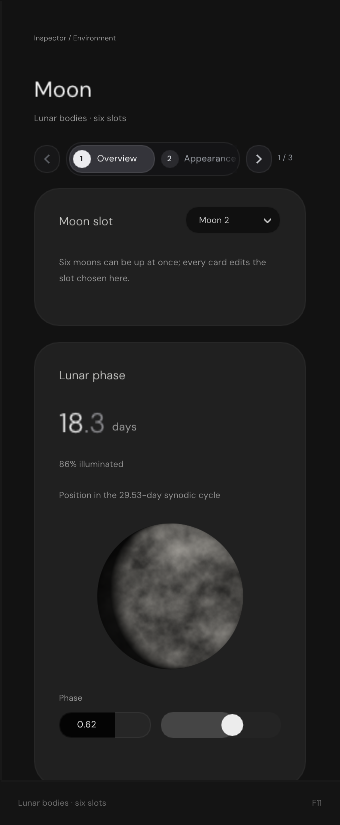 Inspector / Environment
Moon
Lunar bodies · six slots
1 Overview 2 Appearance 1 / 3
Moon slot Moon 2
Six moons can be up at once; every card edits the
slot chosen here.
Lunar phase
18.3 days
86% illuminated
Position in the 29.53-day synodic cycle
Phase
0.62
Lunar bodies · six slots F11